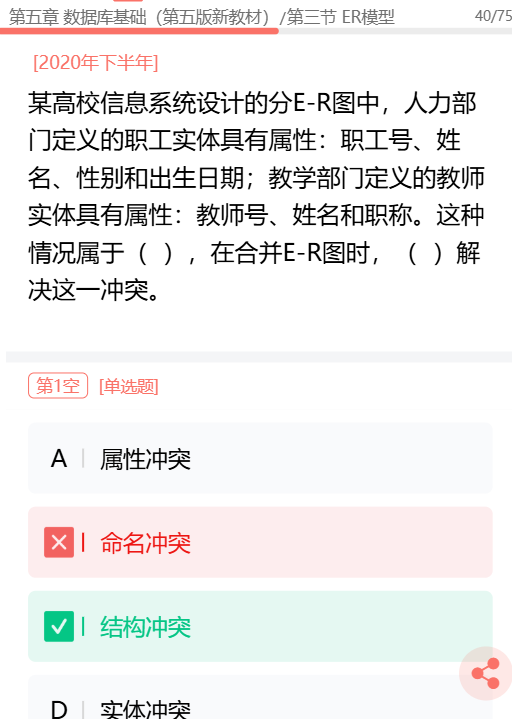 第五章 数据库基础（第五版新教材）/第三节 ER模型
40/75
[2020年下半年]
某高校信息系统设计的分E-R图中，人力部
门定义的职工实体具有属性：职工号、姓
名、性别和出生日期；教学部门定义的教师
实体具有属性：教师号、姓名和职称。这种
情况属于（ ），在合并E-R图时，（ ）解
决这一冲突。
第1空 [单选题]
A 属性冲突
命名冲突
结构冲突
D 实体冲突